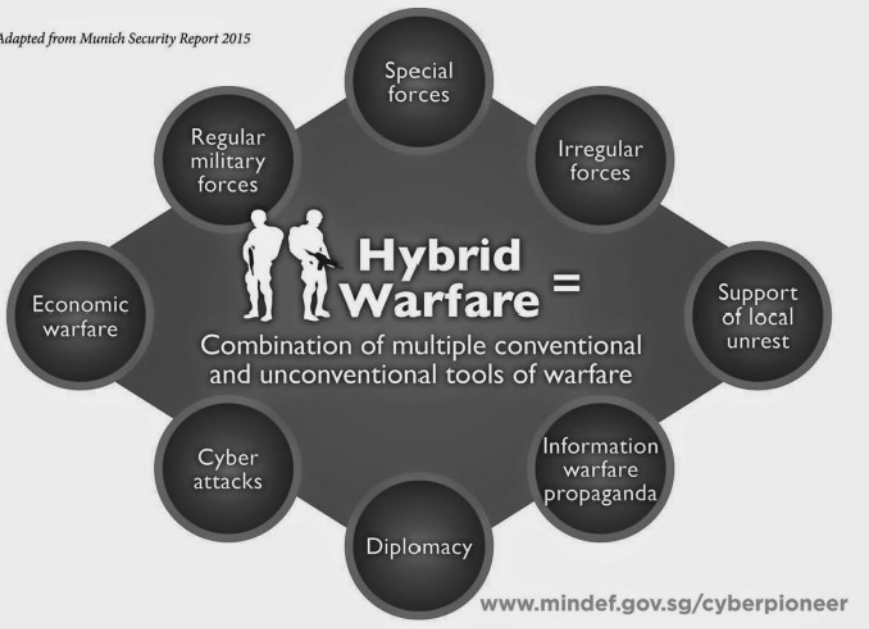 Adapted from Munich Security Report 2015
Special
forces
Regular
military
forces
Irregular
forces
Hybrid
Warfare =
Combination of multiple conventional
and unconventional tools of warfare
Economic
warfare
Support
of local
unrest
Cyber
attacks
Information
warfare
propaganda
Diplomacy
www.mindef.gov.sg/cyberpioneer